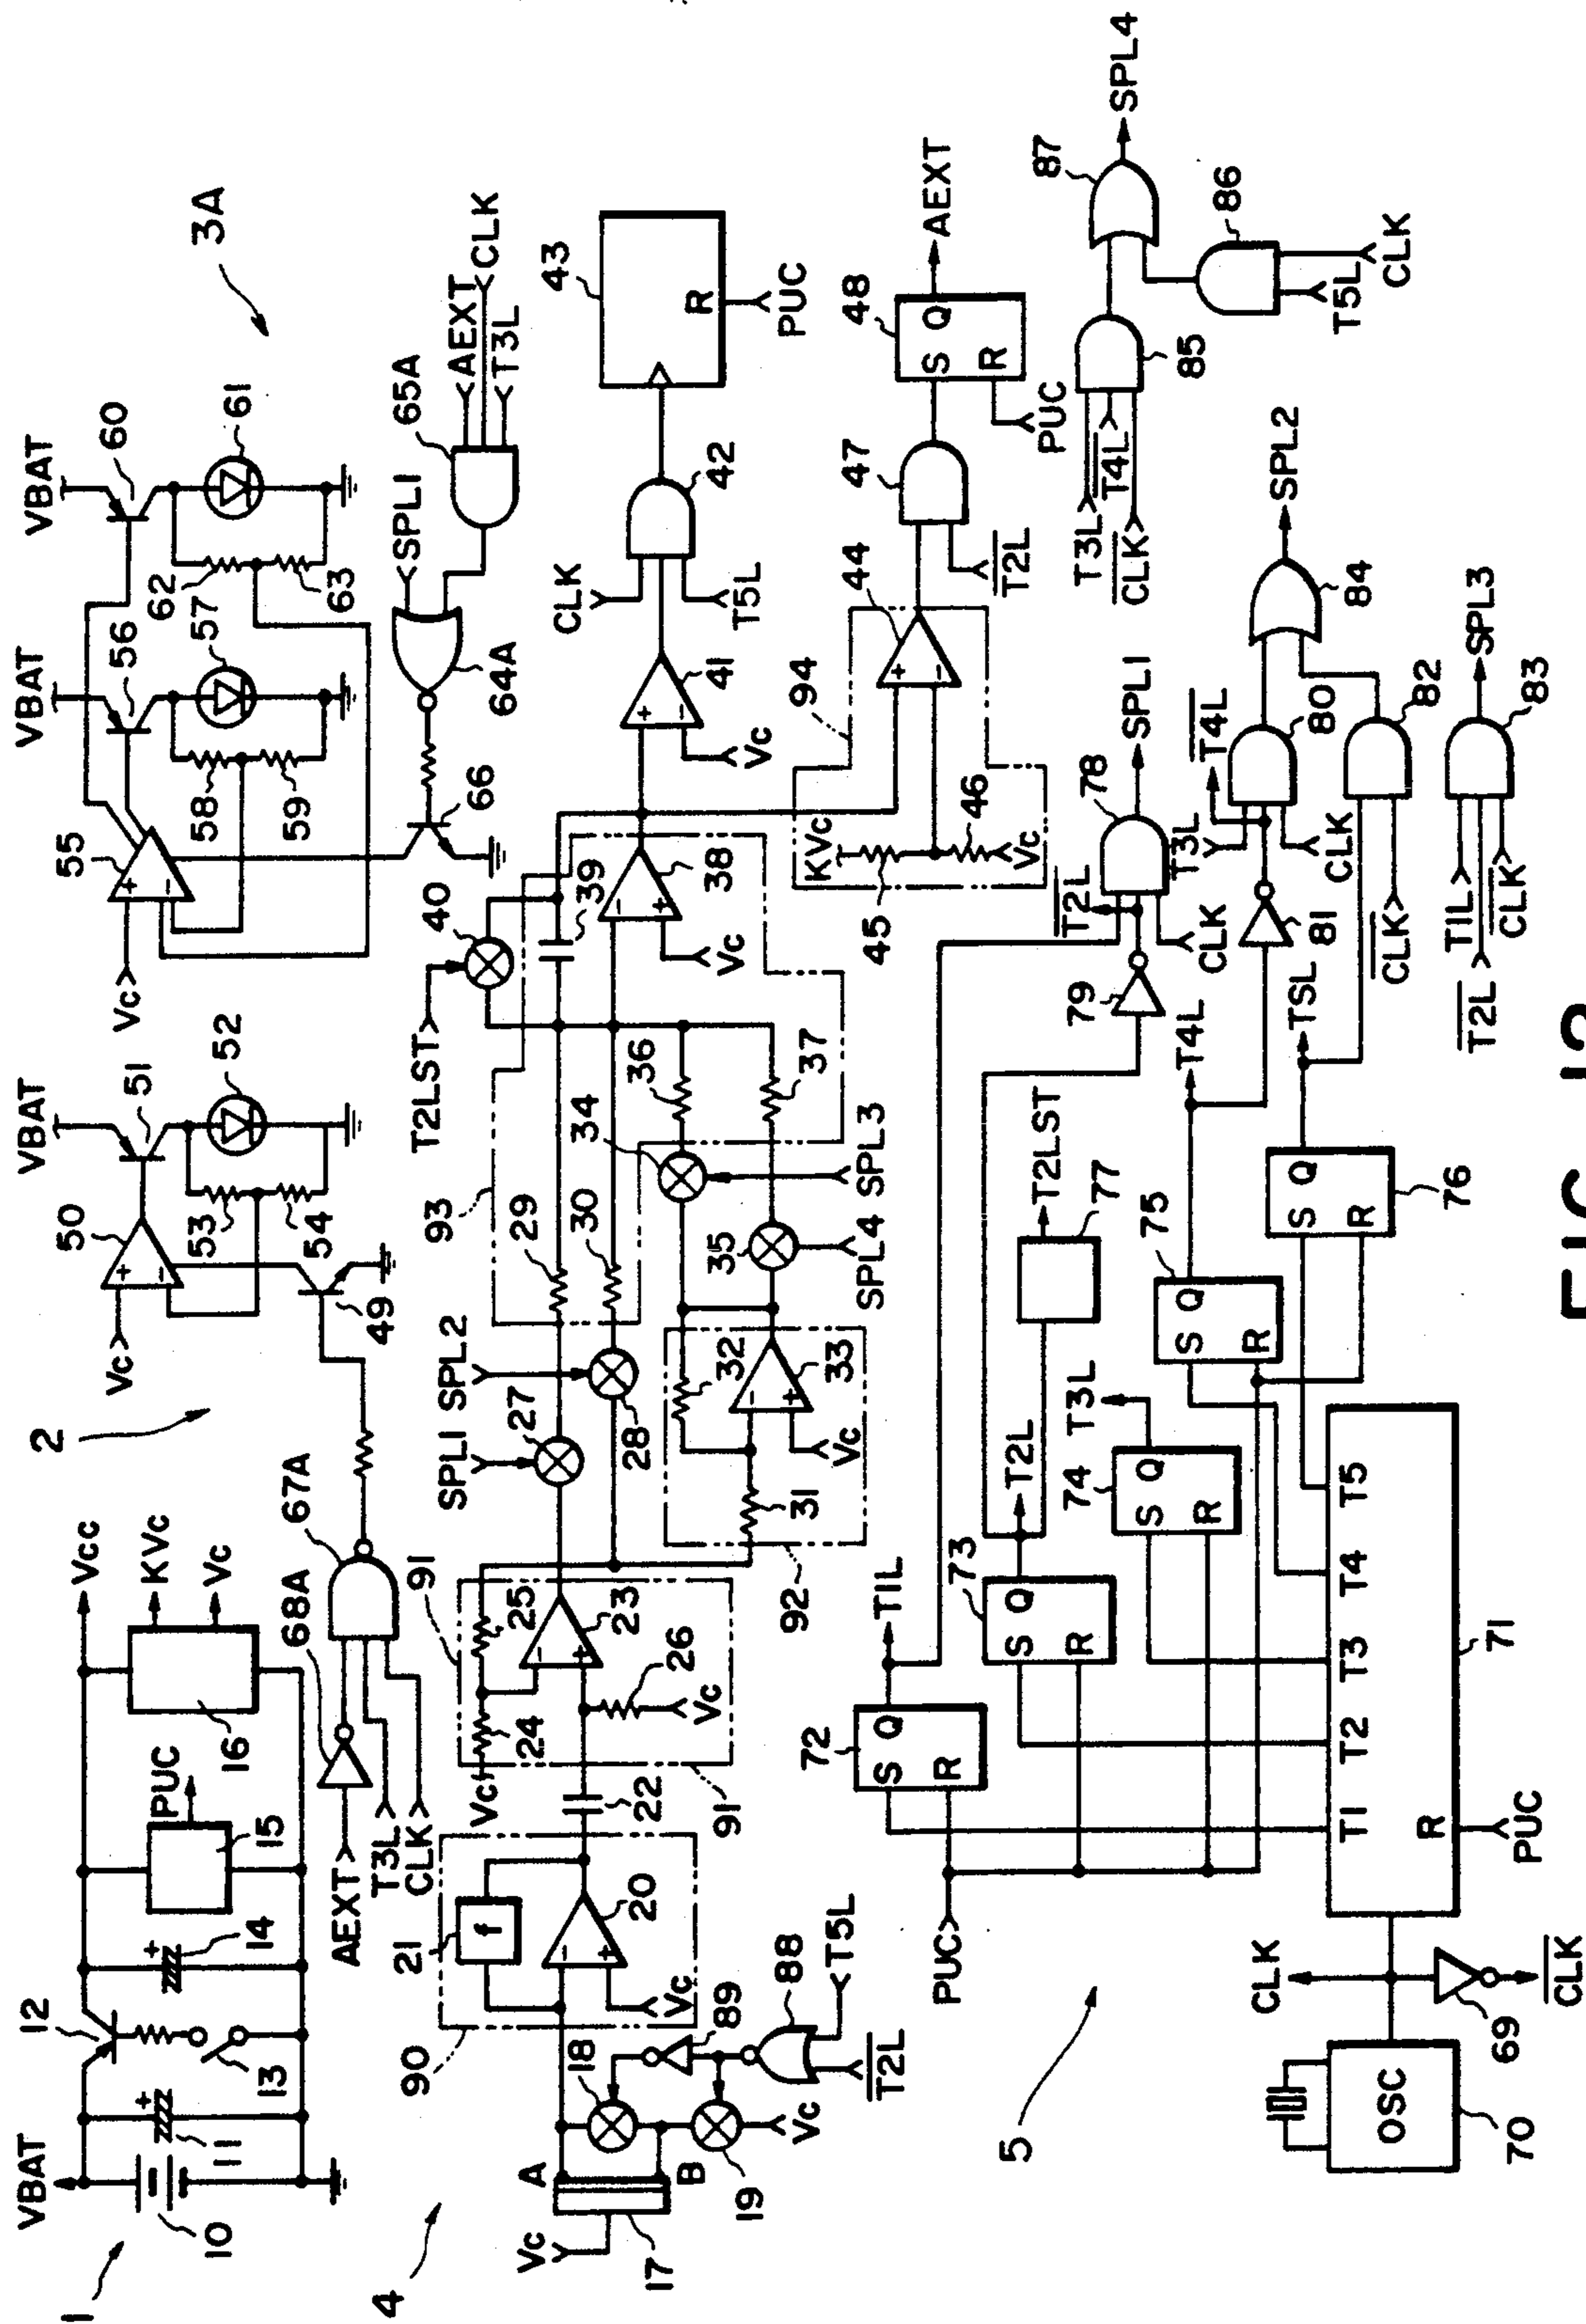 1
VBAT
10
11
12
13
14
15
PUC
16
Vcc
KVc
Vc
AEXT
T3L
CLK
68A
67A
2
Vc
50
VBAT
51
52
53
54
49
Vc
55
VBAT
56
57
58
59
VBAT
60
61
62
63
66
64A
SPL1
65A
AEXT
CLK
T3L
3A
4
Vc
17
A
B
18
19
Vc
89
88
T5L
T2L
90
21
f
20
Vc
22
91
91
Vc
24
25
23
26
Vc
SPL1
SPL2
27
28
29
30
31
32
33
Vc
92
93
T2LST
40
39
34
35
36
37
SPL3
SPL4
38
Vc
41
Vc
CLK
T5L
42
43
R
PUC
94
KVc
45
46
Vc
44
T2L
47
48
S
Q
R
PUC
AEXT
5
OSC
70
CLK
69
CLK
PUC
R
PUC
71
T1
T2
T3
T4
T5
72
S
Q
R
T1L
73
S
Q
R
T2L
74
S
Q
R
T3L
75
S
Q
R
T4L
76
S
Q
R
TSL
77
T2LST
79
T2L
CLK
78
SPL1
81
T3L
T4L
CLK
80
CLK
82
84
SPL2
T1L
T2L
CLK
83
SPL3
T3L
T4L
CLK
85
T5L
CLK
86
87
SPL4